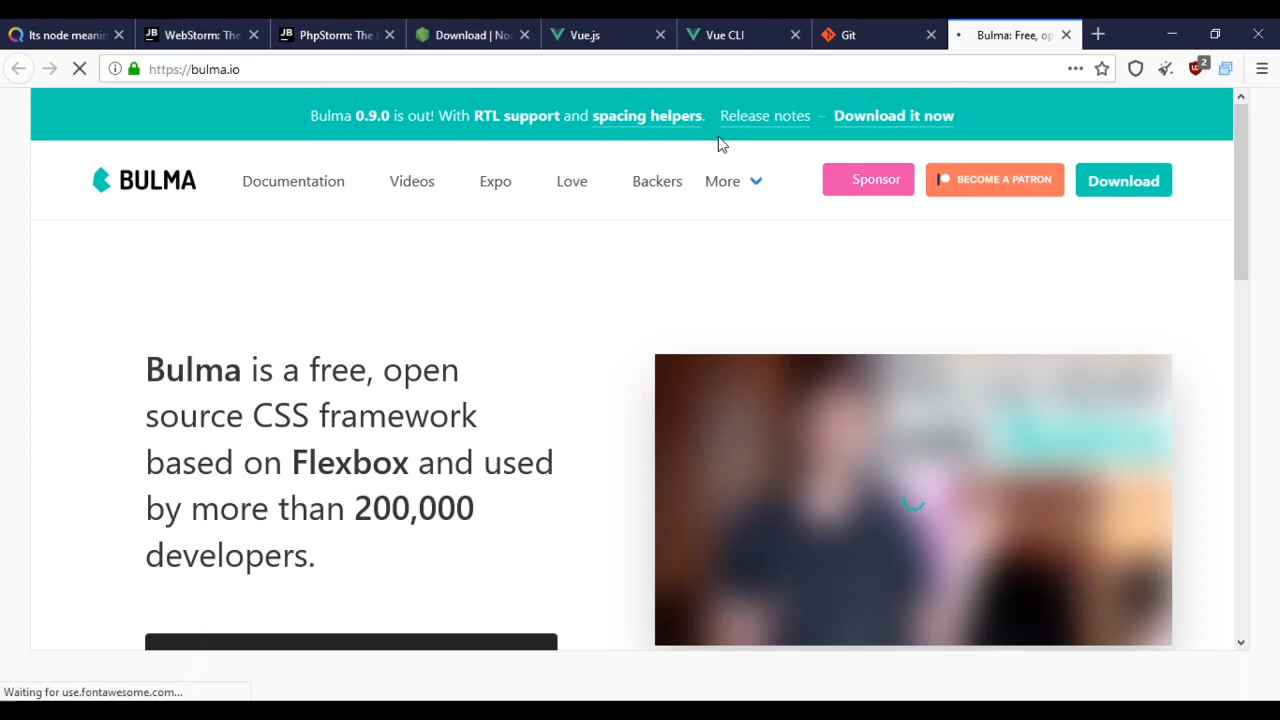 Its node meanin
WebStorm: The
PhpStorm: The I
Download | No
Vue.js
Vue CLI
Git
Bulma: Free, op
https://bulma.io
2
Bulma 0.9.0 is out! With RTL support and spacing helpers. Release notes – Download it now
BULMA Documentation Videos Expo Love Backers More Sponsor BECOME A PATRON Download
Bulma is a free, open
source CSS framework
based on Flexbox and used
by more than 200,000
developers.
Waiting for use.fontawesome.com...